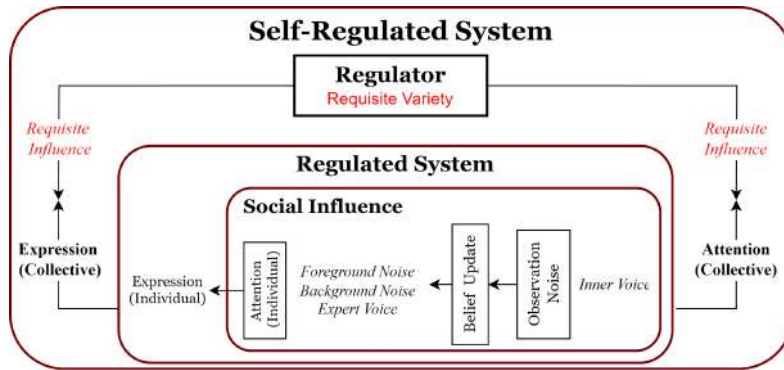 Self-Regulated System
Regulator
Requisite Variety
Requisite
Influence
Requisite
Influence
Regulated System
Social Influence
Expression
(Collective)
Expression
(Individual)
Attention
(Individual)
Foreground Noise
Background Noise
Expert Voice
Belief Update
Observation
Noise
Inner Voice
Attention
(Collective)